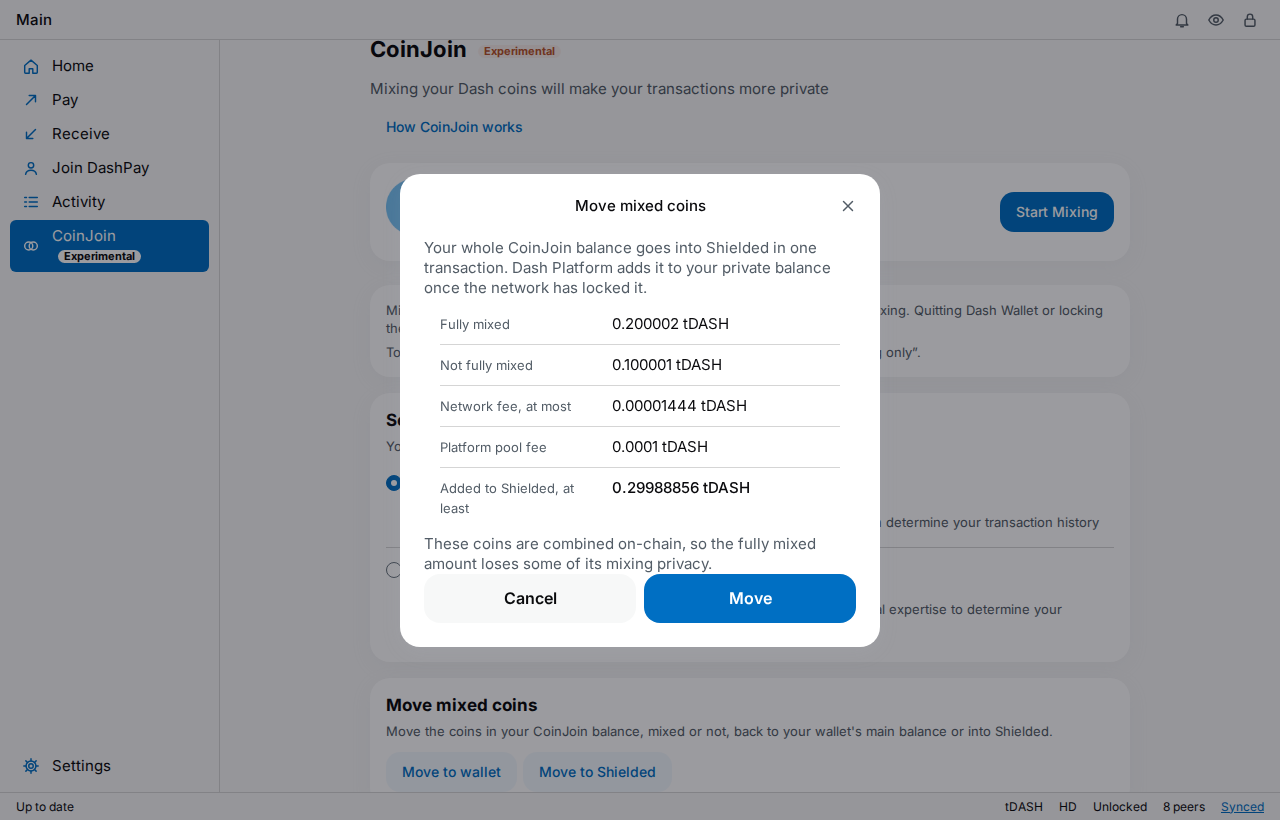 Main
Home
Pay
Receive
Join DashPay
Activity
CoinJoin
Experimental
Settings
CoinJoin Experimental
Mixing your Dash coins will make your transactions more private
How CoinJoin works
Start Mixing
xing. Quitting Dash Wallet or locking
only”.
determine your transaction history
expertise to determine your
Move mixed coins
Your whole CoinJoin balance goes into Shielded in one
transaction. Dash Platform adds it to your private balance
once the network has locked it.
Fully mixed 0.200002 tDASH
Not fully mixed 0.100001 tDASH
Network fee, at most 0.00001444 tDASH
Platform pool fee 0.0001 tDASH
Added to Shielded, at 0.29988856 tDASH
least
These coins are combined on-chain, so the fully mixed
amount loses some of its mixing privacy.
Cancel Move
Move mixed coins
Move the coins in your CoinJoin balance, mixed or not, back to your wallet's main balance or into Shielded.
Move to wallet Move to Shielded
Up to date tDASH HD Unlocked 8 peers Synced